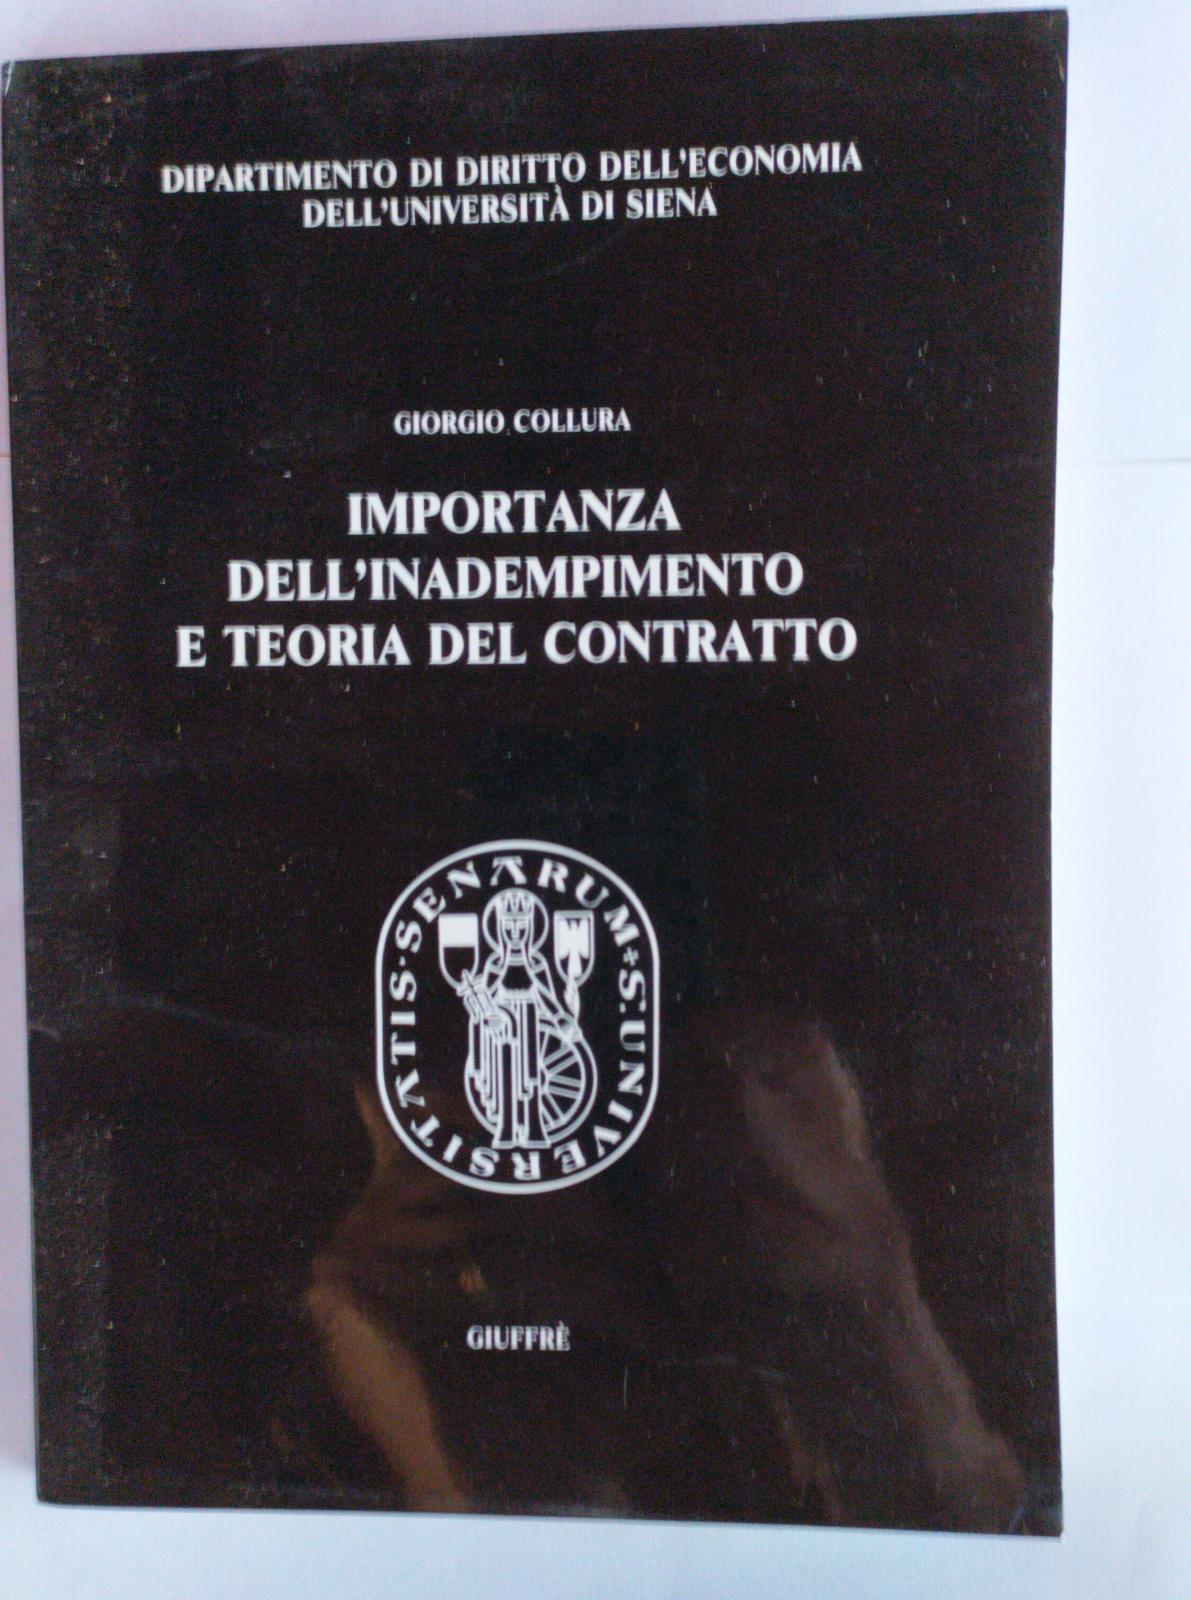 DIPARTIMENTO DI DIRITTO DELL'ECONOMIA
DELL'UNIVERSITÀ DI SIENA
GIORGIO COLLURA
IMPORTANZA
DELL'INADEMPIMENTO
E TEORIA DEL CONTRATTO
S. UNIVERSITATIS · SENARUM +
GIUFFRÈ